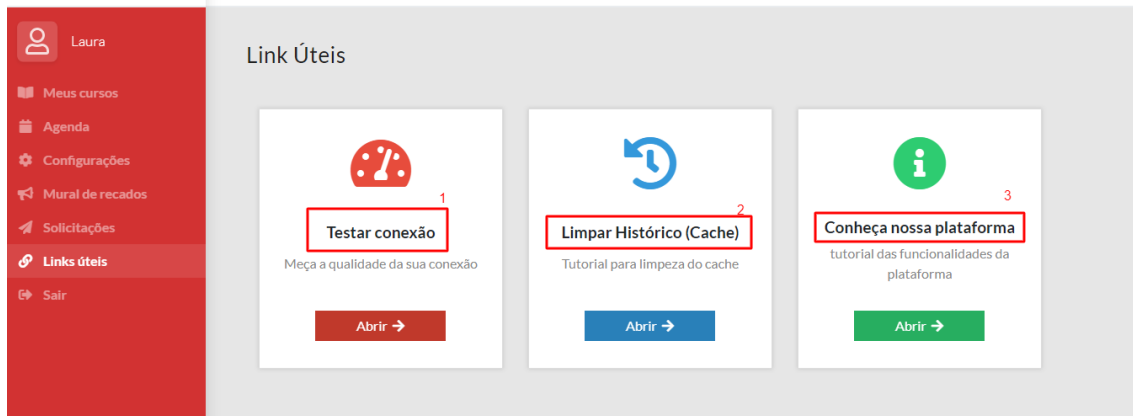 Laura
Meus cursos
Agenda
Configurações
Mural de recados
Solicitações
Links úteis
Sair
Link Úteis
1
Testar conexão
Meça a qualidade da sua conexão
Abrir →
2
Limpar Histórico (Cache)
Tutorial para limpeza do cache
Abrir →
3
Conheça nossa plataforma
tutorial das funcionalidades da
plataforma
Abrir →